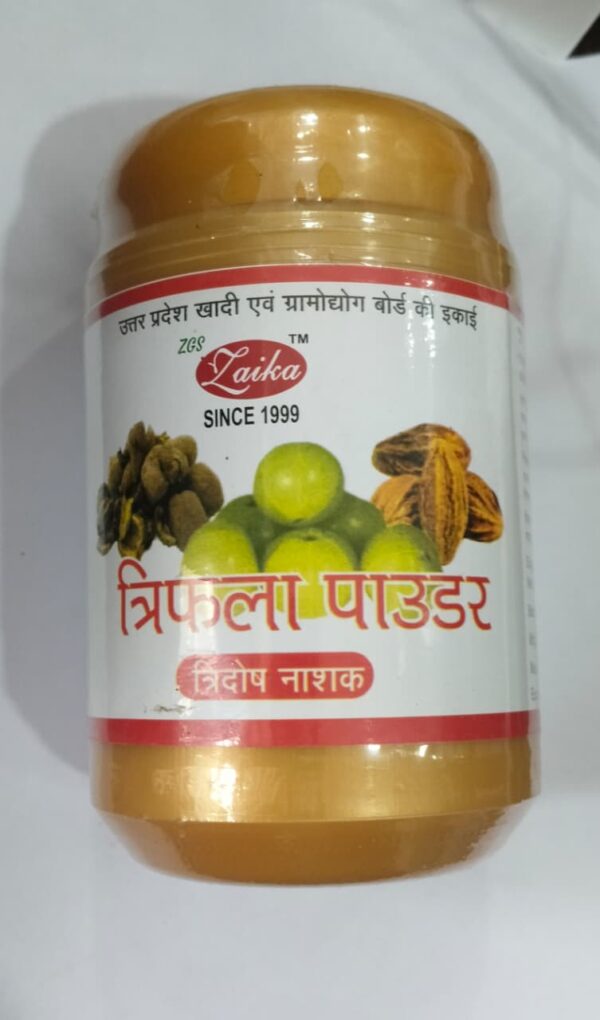 उत्तर प्रदेश खादी एवं ग्रामोद्योग बोर्ड की इकाई
ZGS Zaika TM
SINCE 1999
त्रिफला पाउडर
त्रिदोष नाशक